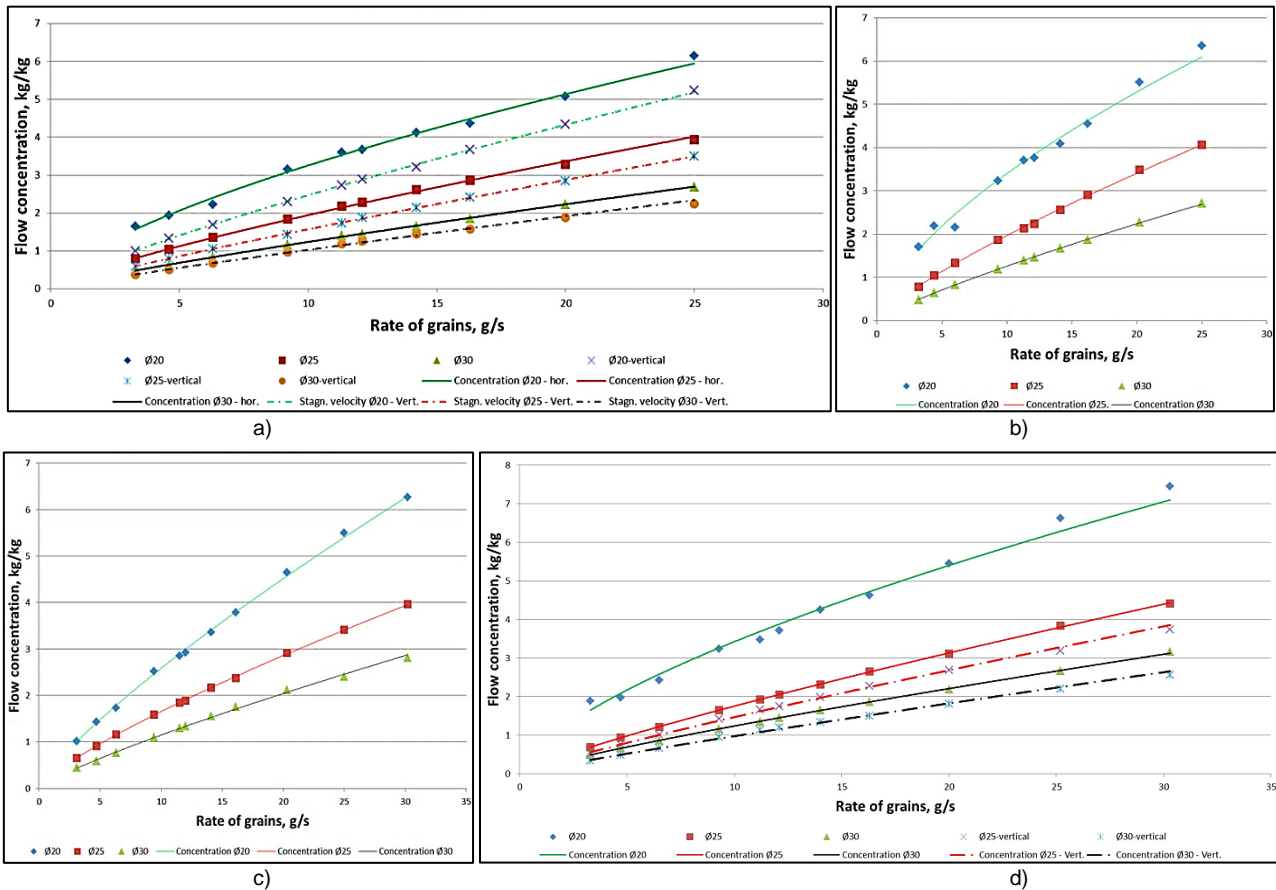 7
6
5
4
3
2
1
0
Flow concentration, kg/kg
0 5 10 15 20 25 30
Rate of grains, g/s
Ø20 Ø25 Ø30 Ø20-vertical
Ø25-vertical Ø30-vertical Concentration Ø20 - hor. Concentration Ø25 - hor.
Concentration Ø30 - hor. Stagn. velocity Ø20 - Vert. Stagn. velocity Ø25 - Vert. Stagn. velocity Ø30 - Vert.
a)
7
6
5
4
3
2
1
0
Flow concentration, kg/kg
0 5 10 15 20 25 30
Rate of grains, g/s
Ø20 Ø25 Ø30
Concentration Ø20 Concentration Ø25. Concentration Ø30
b)
7
6
5
4
3
2
1
0
Flow concentration, kg/kg
0 5 10 15 20 25 30 35
Rate of grains, g/s
Ø20 Ø25 Ø30 Concentration Ø20 Concentration Ø25 Concentration Ø30
c)
8
7
6
5
4
3
2
1
0
Flow concentration, kg/kg
0 5 10 15 20 25 30 35
Rate of grains, g/s
Ø20 Ø25 Ø30 Ø25-vertical Ø30-vertical
Concentration Ø20 Concentration Ø25 Concentration Ø30 Concentration Ø25 - Vert. Concentration Ø30 - Vert.
d)